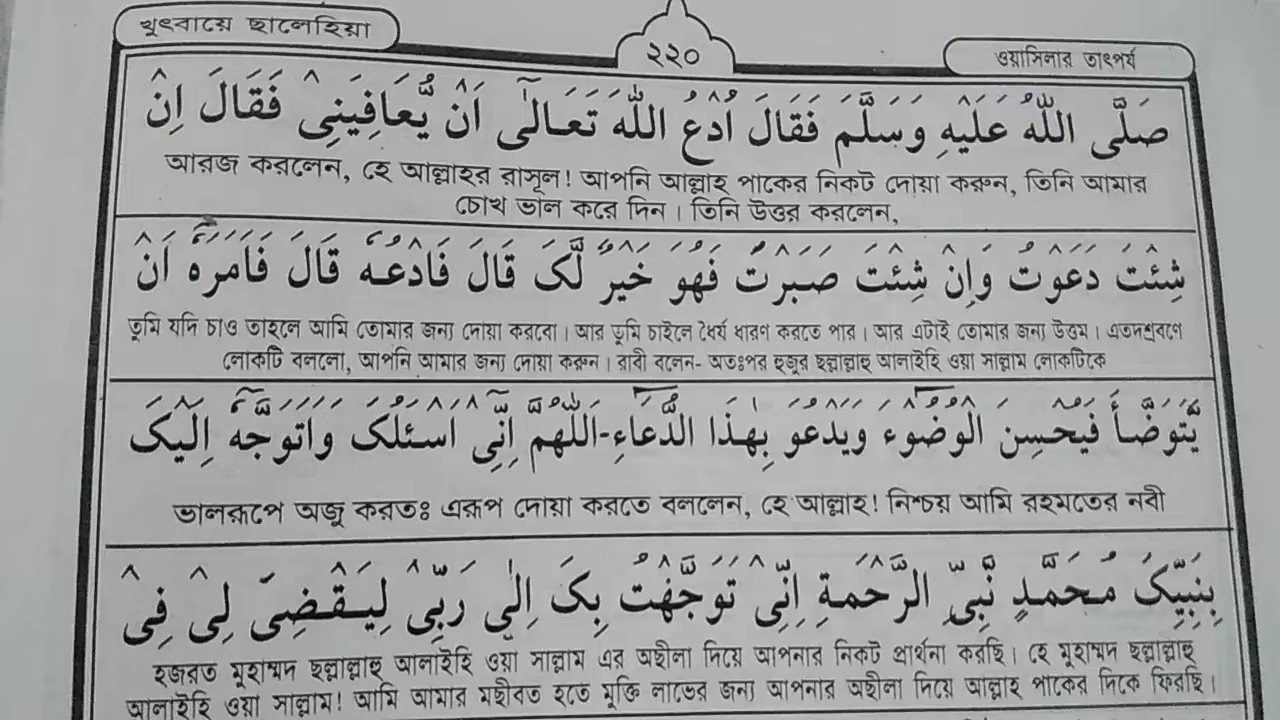 খুৎবায়ে ছালেহিয়া
২২০
ওয়াসিলার তাৎপর্য
صَلَّى اللّٰهُ عَلَيْهِ وَسَلَّمَ فَقَالَ اُدْعُ اللّٰهَ تَعَالٰٓى اَنْ يُّعَافِيَنِىْ فَقَالَ اِنْ
আরজ করলেন, হে আল্লাহর রাসূল! আপনি আল্লাহ পাকের নিকট দোয়া করুন, তিনি আমার
চোখ ভাল করে দিন। তিনি উত্তর করলেন,
شِئْتَ دَعَوْتُ وَاِنْ شِئْتَ صَبَرْتَ فَهُوَ خَيْرٌ لَّكَ قَالَ فَادْعُهُ قَالَ فَاَمَرَهٗ اَنْ
তুমি যদি চাও তাহলে আমি তোমার জন্য দোয়া করবো। আর তুমি চাইলে ধৈর্য ধারণ করতে পার। আর এটাই তোমার জন্য উত্তম। এতদশ্রবণে
লোকটি বললো, আপনি আমার জন্য দোয়া করুন। রাবী বলেন- অতঃপর হুজুর ছল্লাল্লাহু আলাইহি ওয়া সাল্লাম লোকটিকে
يَّتَوَضَّأَ فَيُحْسِنَ الْوُضُوْءَ وَيَدْعُوَ بِهٰذَا الدُّعَاءِ-اَللّٰهُمَّ اِنِّىْٓ اَسْئَلُكَ وَاَتَوَجَّهُ اِلَيْكَ
ভালরূপে অজু করতঃ এরূপ দোয়া করতে বললেন, হে আল্লাহ! নিশ্চয় আমি রহমতের নবী
بِنَبِيِّكَ مُحَمَّدٍ نَّبِىِّ الرَّحْمَةِ اِنِّىْ تَوَجَّهْتُ بِكَ اِلٰى رَبِّىْ لِيَقْضِىَ لِىْ فِىْ
হজরত মুহাম্মদ ছল্লাল্লাহু আলাইহি ওয়া সাল্লাম এর অছীলা দিয়ে আপনার নিকট প্রার্থনা করছি। হে মুহাম্মদ ছল্লাল্লাহু
আলাইহি ওয়া সাল্লাম! আমি আমার মছীবত হতে মুক্তি লাভের জন্য আপনার অছীলা দিয়ে আল্লাহ পাকের দিকে ফিরছি।